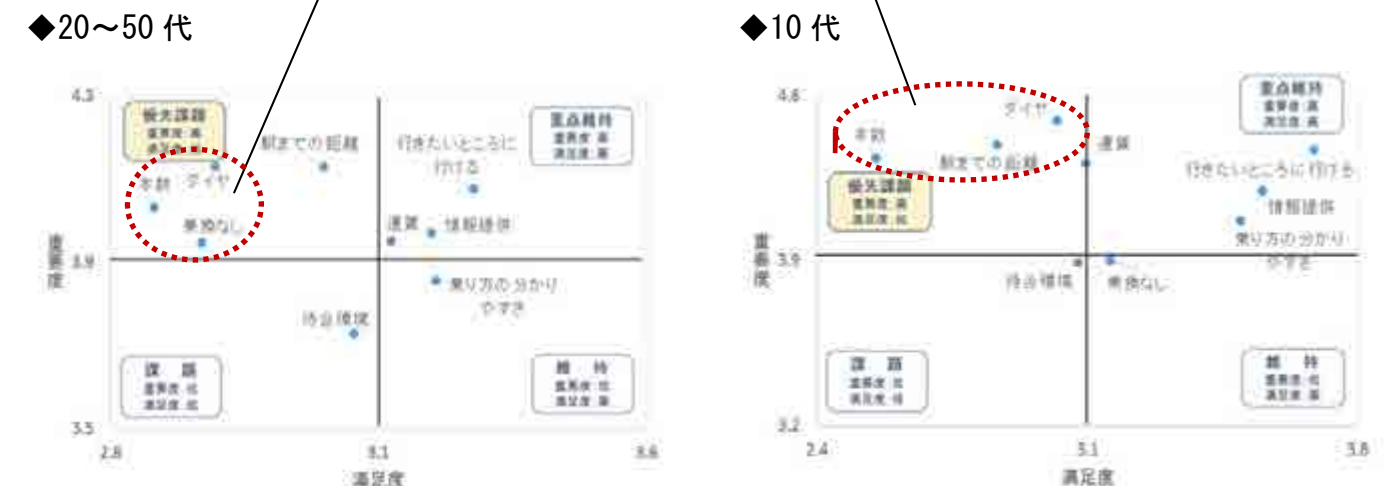 ◆20～50 代
4.3
優先課題
重要度 高
満足度 低
重点維持
重要度 高
満足度 高
駅までの距離
行きたいところに
行ける
本数
ダイヤ
乗換なし
運賃
情報提供
重要度
3.9
乗り方の分かり
やすさ
待合環境
課 題
重要度 低
満足度 低
維 持
重要度 低
満足度 高
3.5
2.6
3.1
3.6
満足度
◆10 代
4.6
重点維持
重要度 高
満足度 高
ダイヤ
本数
駅までの距離
運賃
行きたいところに行ける
優先課題
重要度 高
満足度 低
情報提供
乗り方の分かり
やすさ
重要度
3.9
待合環境
乗換なし
課 題
重要度 低
満足度 低
維 持
重要度 低
満足度 高
3.2
2.4
3.1
3.8
満足度